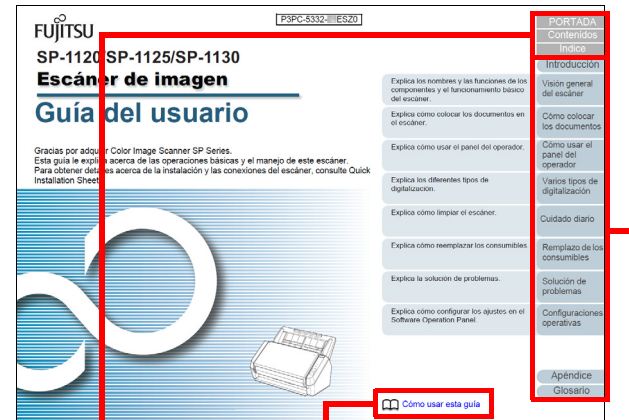 FUJITSU
P3PC-5332- ESZ0
SP-1120/SP-1125/SP-1130
Escáner de imagen
Guía del usuario
Gracias por adquirir Color Image Scanner SP Series.
Esta guía le explica acerca de las operaciones básicas y el manejo de este escáner.
Para obtener detalles acerca de la instalación y las conexiones del escáner, consulte Quick
Installation Sheet.
PORTADA
Contenidos
Índice
Introducción
Explica los nombres y las funciones de los
componentes y el funcionamiento básico
del escáner.
Visión general
del escáner
Explica cómo colocar los documentos en
el escáner.
Cómo colocar
los documentos
Explica cómo usar el panel del operador.
Cómo usar el
panel del
operador
Explica los diferentes tipos de
digitalización.
Varios tipos de
digitalización
Explica cómo limpiar el escáner.
Cuidado diario
Explica cómo reemplazar los consumibles.
Remplazo de los
consumibles
Explica la solución de problemas.
Solución de
problemas
Explica cómo configurar los ajustes en el
Software Operation Panel.
Configuraciones
operativas
Apéndice
Glosario
Cómo usar esta guía